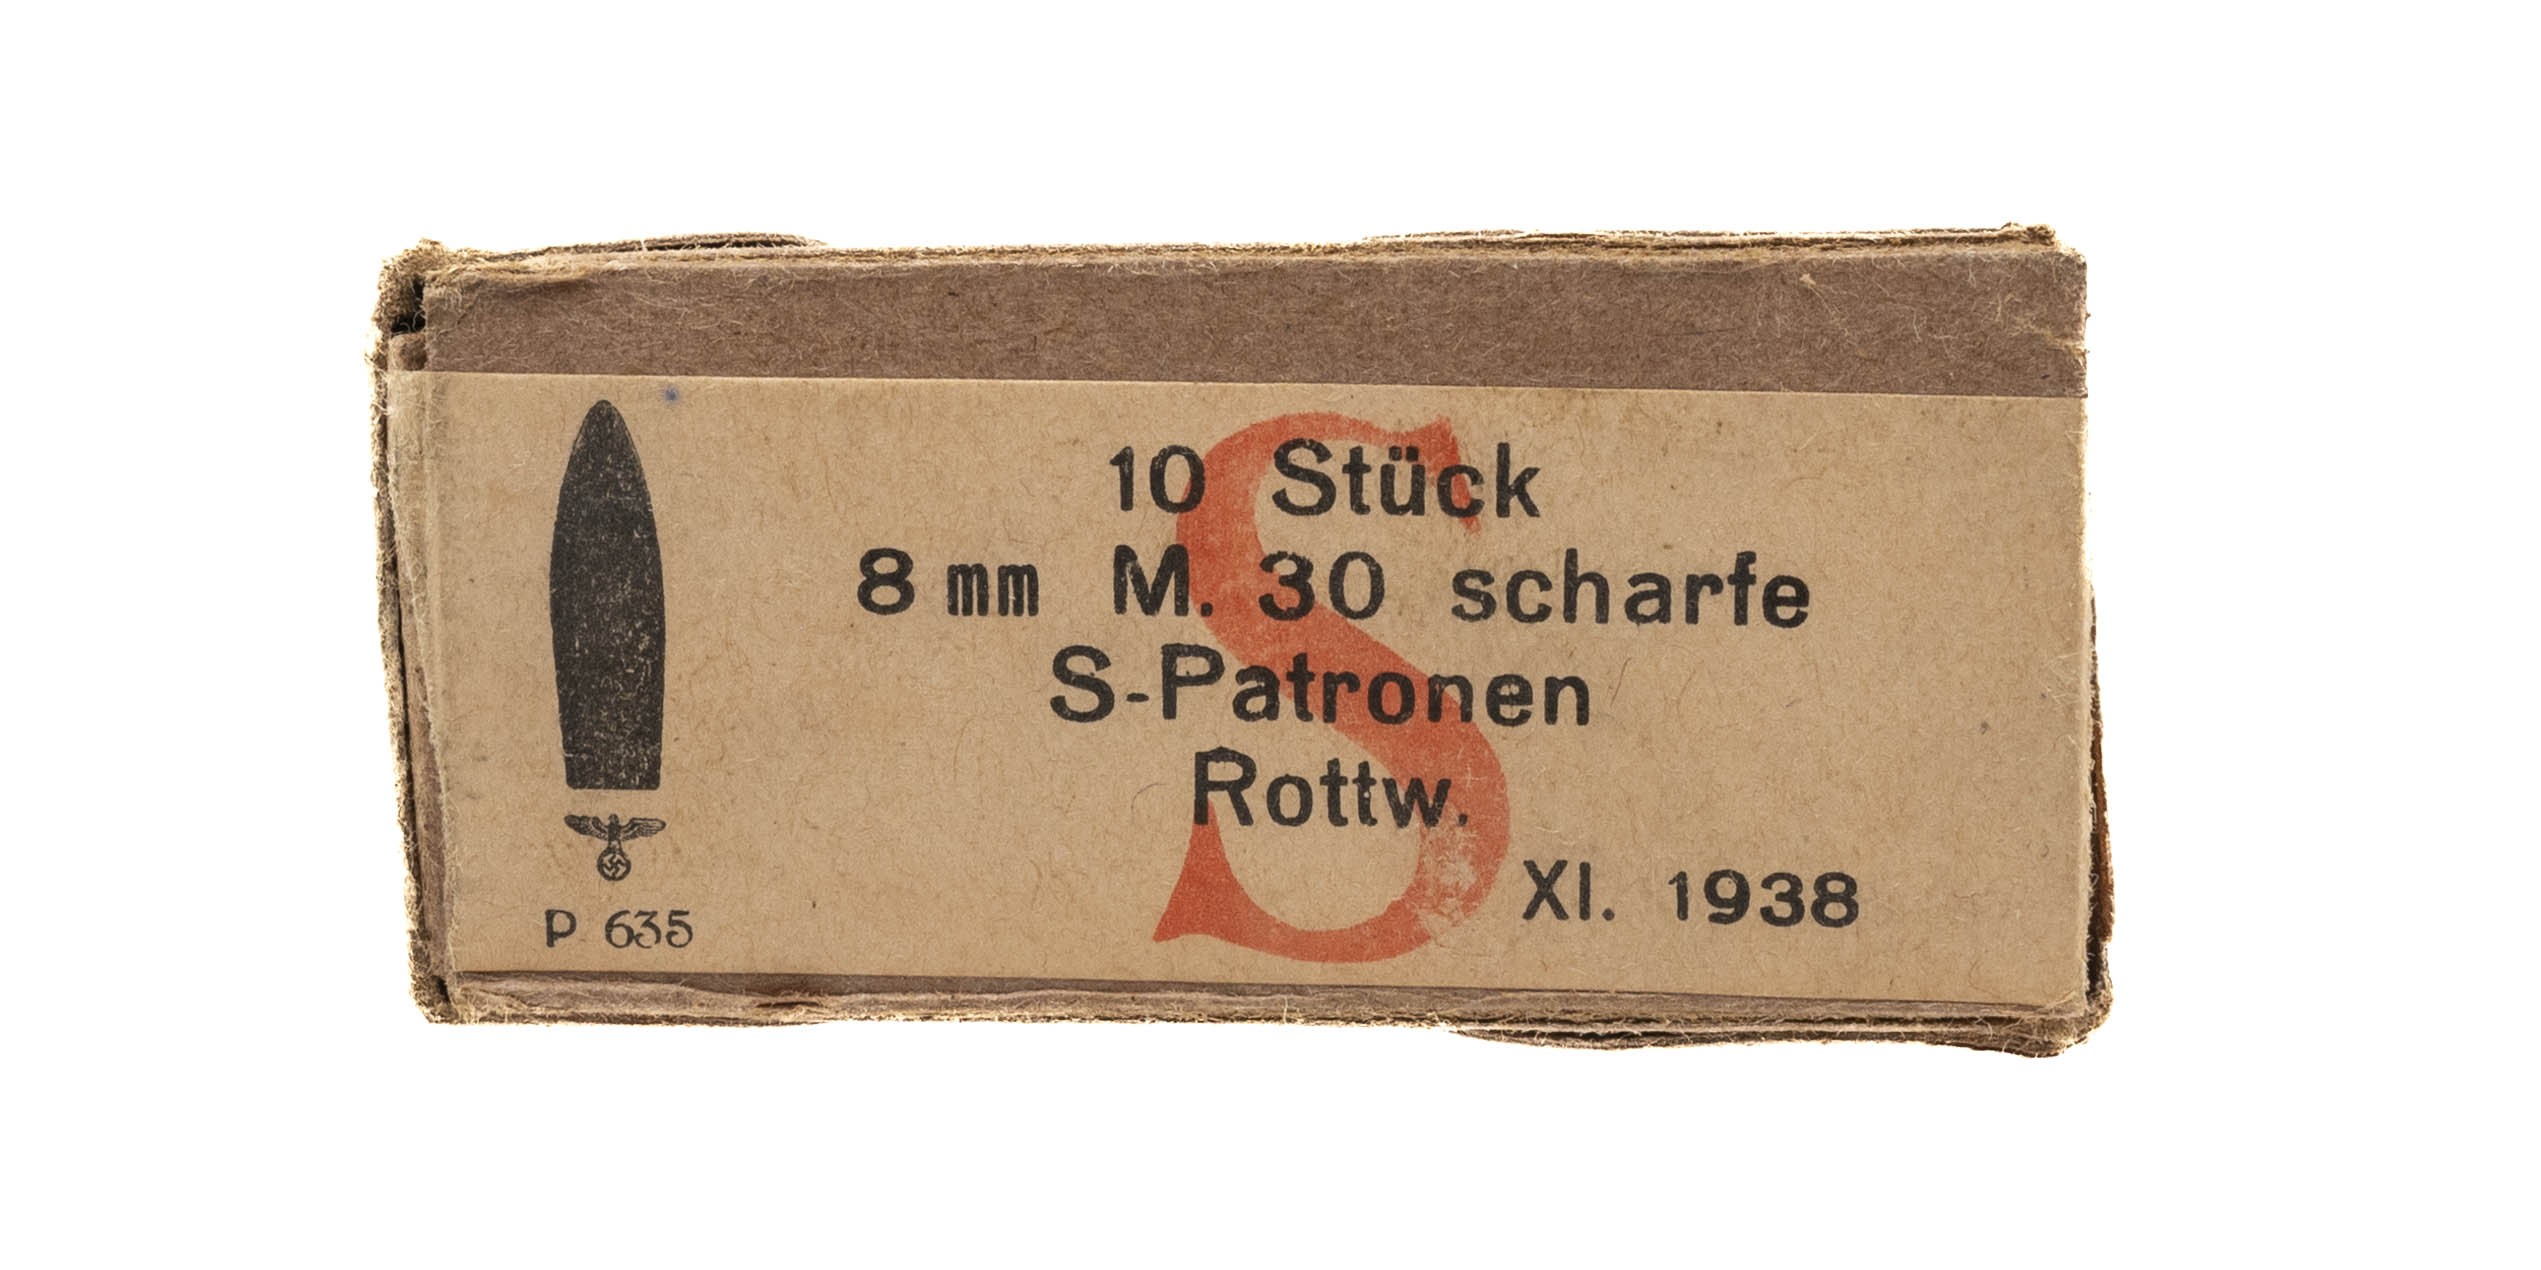 10 Stück
8 mm M. 30 scharfe
S-Patronen
Rottw.
XI. 1938
P 635
S